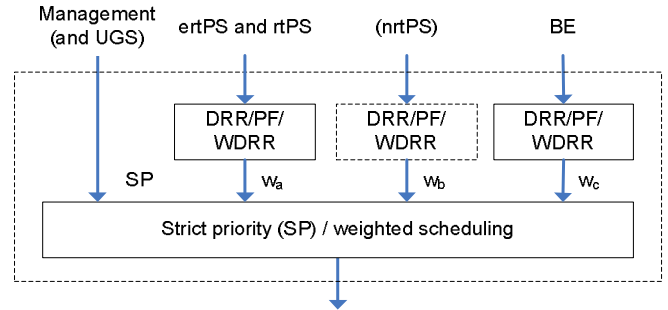 Management
(and UGS)
ertPS and rtPS
(nrtPS)
BE
DRR/PF/
WDRR
DRR/PF/
WDRR
DRR/PF/
WDRR
SP
wa
wb
wc
Strict priority (SP) / weighted scheduling